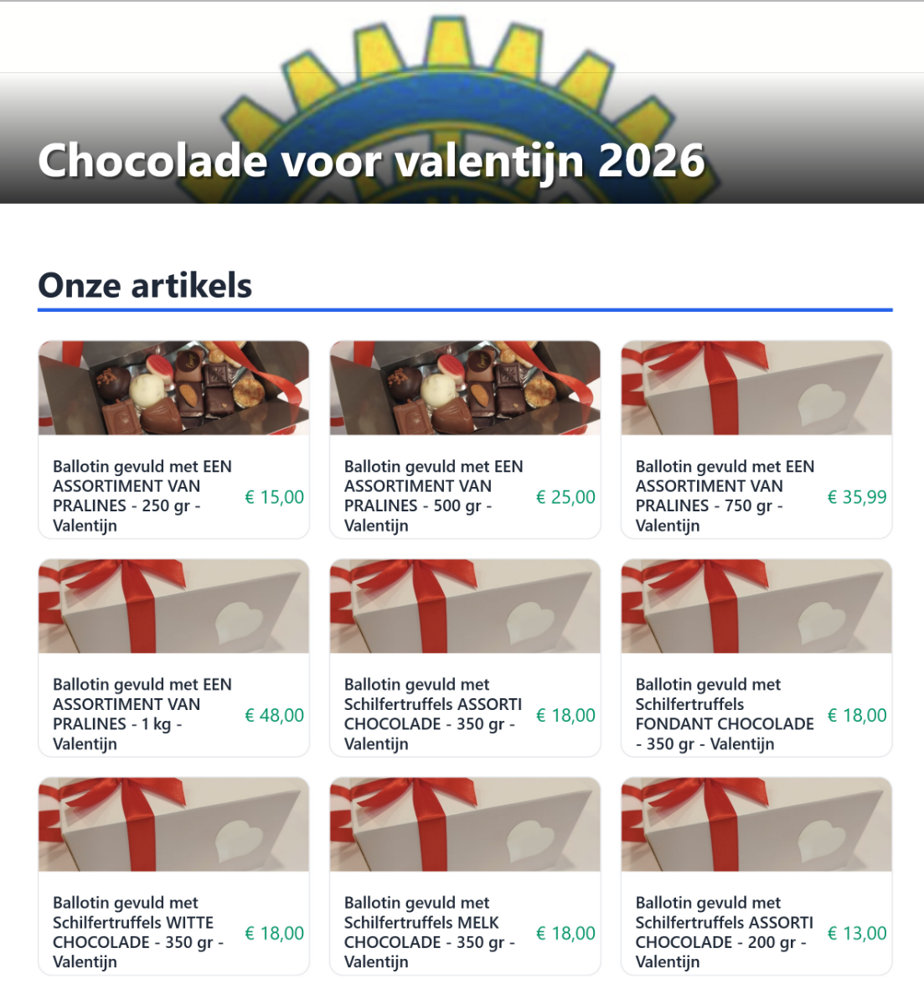 Chocolade voor valentijn 2026
Onze artikels
Ballotin gevuld met EEN
ASSORTIMENT VAN
PRALINES - 250 gr -
Valentijn
€ 15,00
Ballotin gevuld met EEN
ASSORTIMENT VAN
PRALINES - 500 gr -
Valentijn
€ 25,00
Ballotin gevuld met EEN
ASSORTIMENT VAN
PRALINES - 750 gr -
Valentijn
€ 35,99
Ballotin gevuld met EEN
ASSORTIMENT VAN
PRALINES - 1 kg -
Valentijn
€ 48,00
Ballotin gevuld met
Schilfertruffels ASSORTI
CHOCOLADE - 350 gr -
Valentijn
€ 18,00
Ballotin gevuld met
Schilfertruffels
FONDANT CHOCOLADE
- 350 gr - Valentijn
€ 18,00
Ballotin gevuld met
Schilfertruffels WITTE
CHOCOLADE - 350 gr -
Valentijn
€ 18,00
Ballotin gevuld met
Schilfertruffels MELK
CHOCOLADE - 350 gr -
Valentijn
€ 18,00
Ballotin gevuld met
Schilfertruffels ASSORTI
CHOCOLADE - 200 gr -
Valentijn
€ 13,00